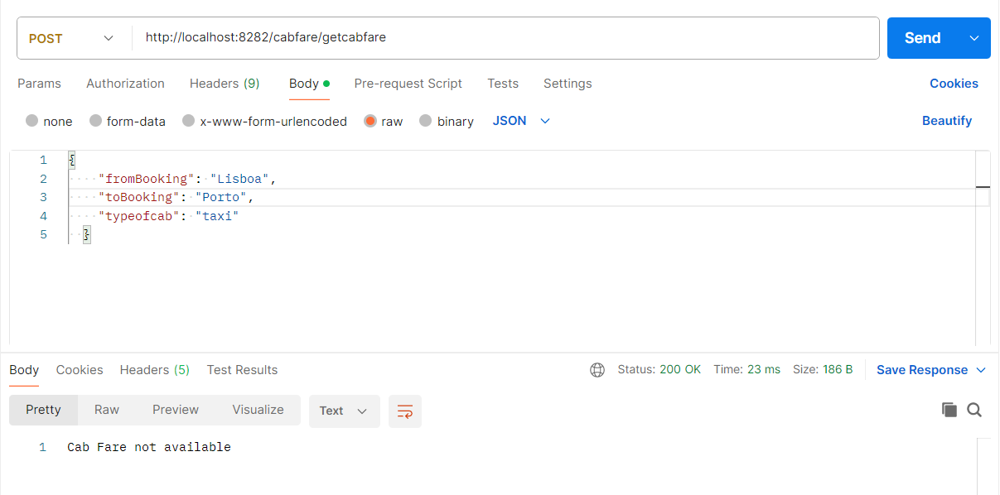 POST http://localhost:8282/cabfare/getcabfare Send
Params Authorization Headers (9) Body Pre-request Script Tests Settings Cookies
none form-data x-www-form-urlencoded raw binary JSON Beautify
1 {
2 "fromBooking": "Lisboa",
3 "toBooking": "Porto",
4 "typeofcab": "taxi"
5 }
Body Cookies Headers (5) Test Results Status: 200 OK Time: 23 ms Size: 186 B Save Response
Pretty Raw Preview Visualize Text
1 Cab Fare not available